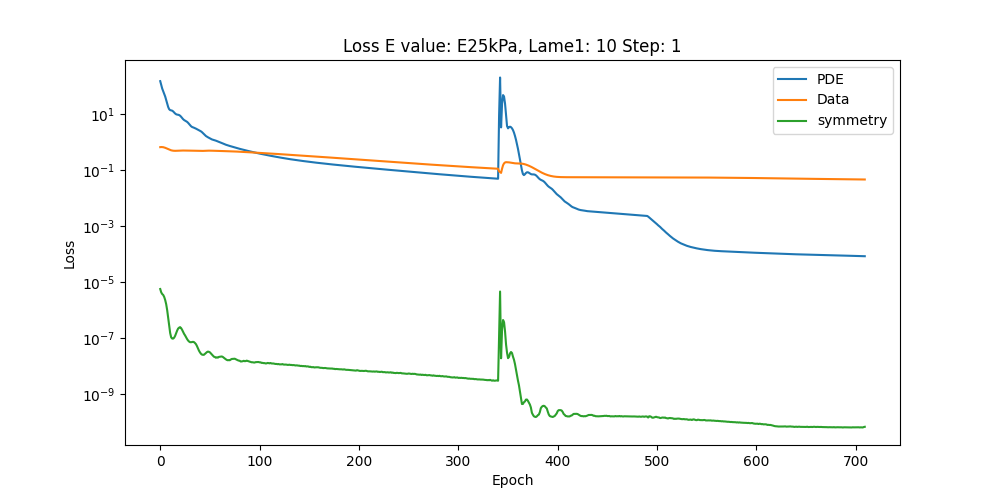 Loss E value: E25kPa, Lame1: 10 Step: 1
PDE
Data
symmetry
Loss
10^1
10^-1
10^-3
10^-5
10^-7
10^-9
0 100 200 300 400 500 600 700
Epoch